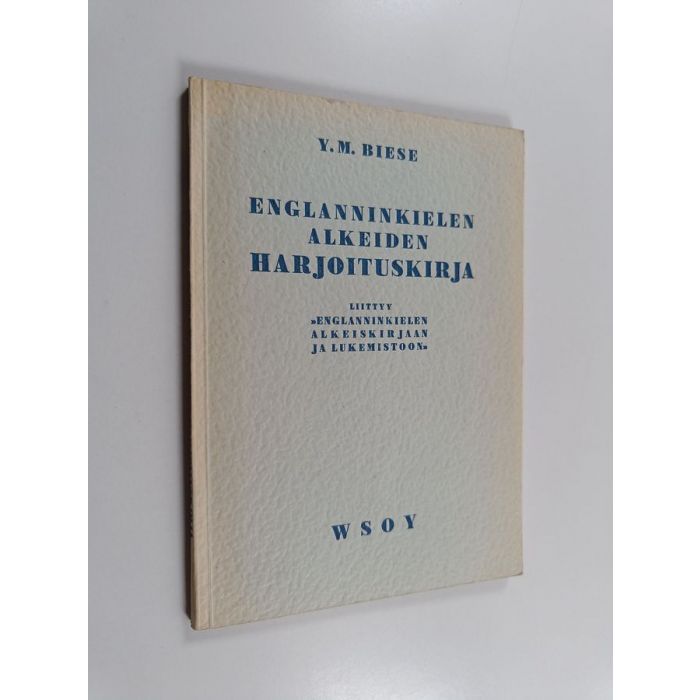 Y. M. BIESE
ENGLANNINKIELEN
ALKEIDEN
HARJOITUSKIRJA
LIITTYY
»ENGLANNINKIELEN
ALKEISKIRJAAN
JA LUKEMISTOON»
WSOY